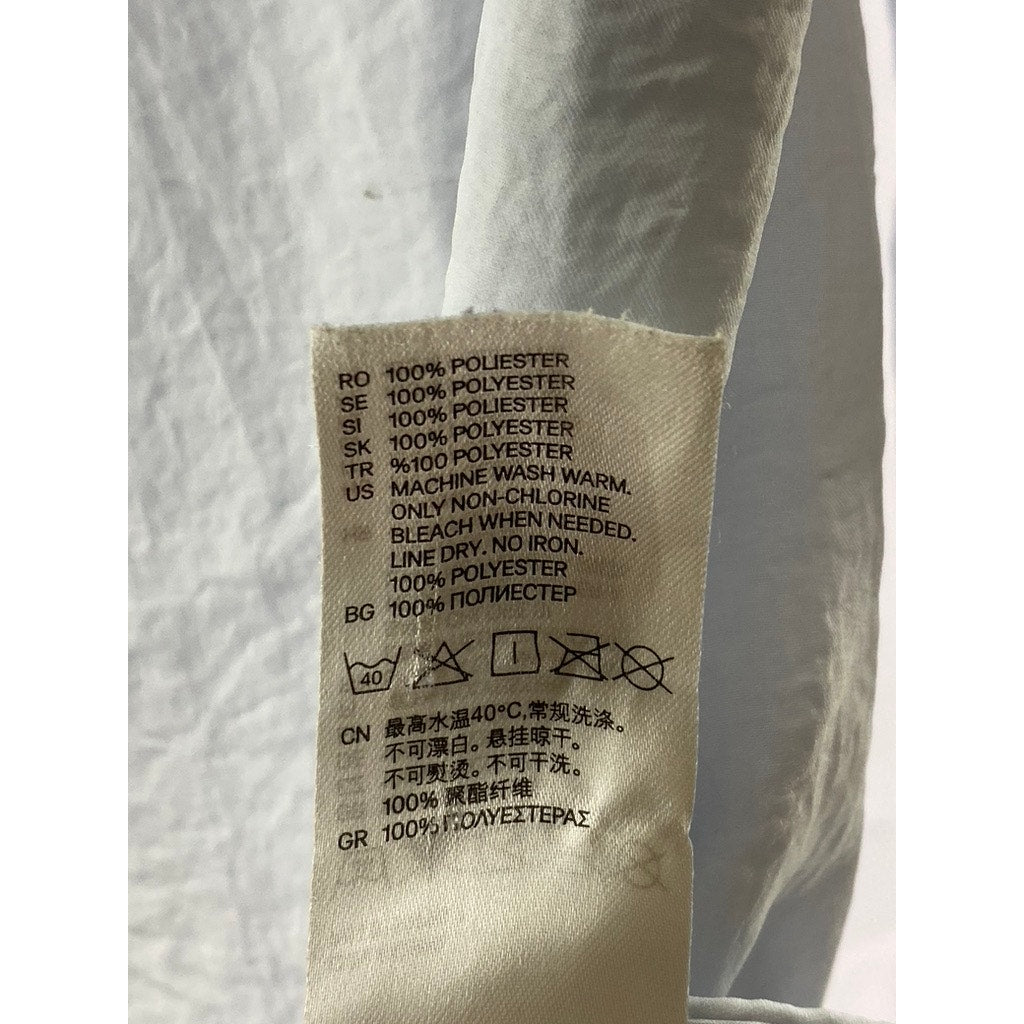 RO 100% POLIESTER
SE 100% POLYESTER
SI 100% POLIESTER
SK 100% POLYESTER
TR %100 POLYESTER
US MACHINE WASH WARM.
ONLY NON-CHLORINE
BLEACH WHEN NEEDED.
LINE DRY. NO IRON.
100% POLYESTER
BG 100% ПОЛИЕСТЕР
40
CN 最高水温40°C,常规洗涤。
不可漂白。悬挂晾干。
不可熨烫。不可干洗。
100% 聚酯纤维
GR 100% ΠΟΛΥΕΣΤΕΡΑΣ